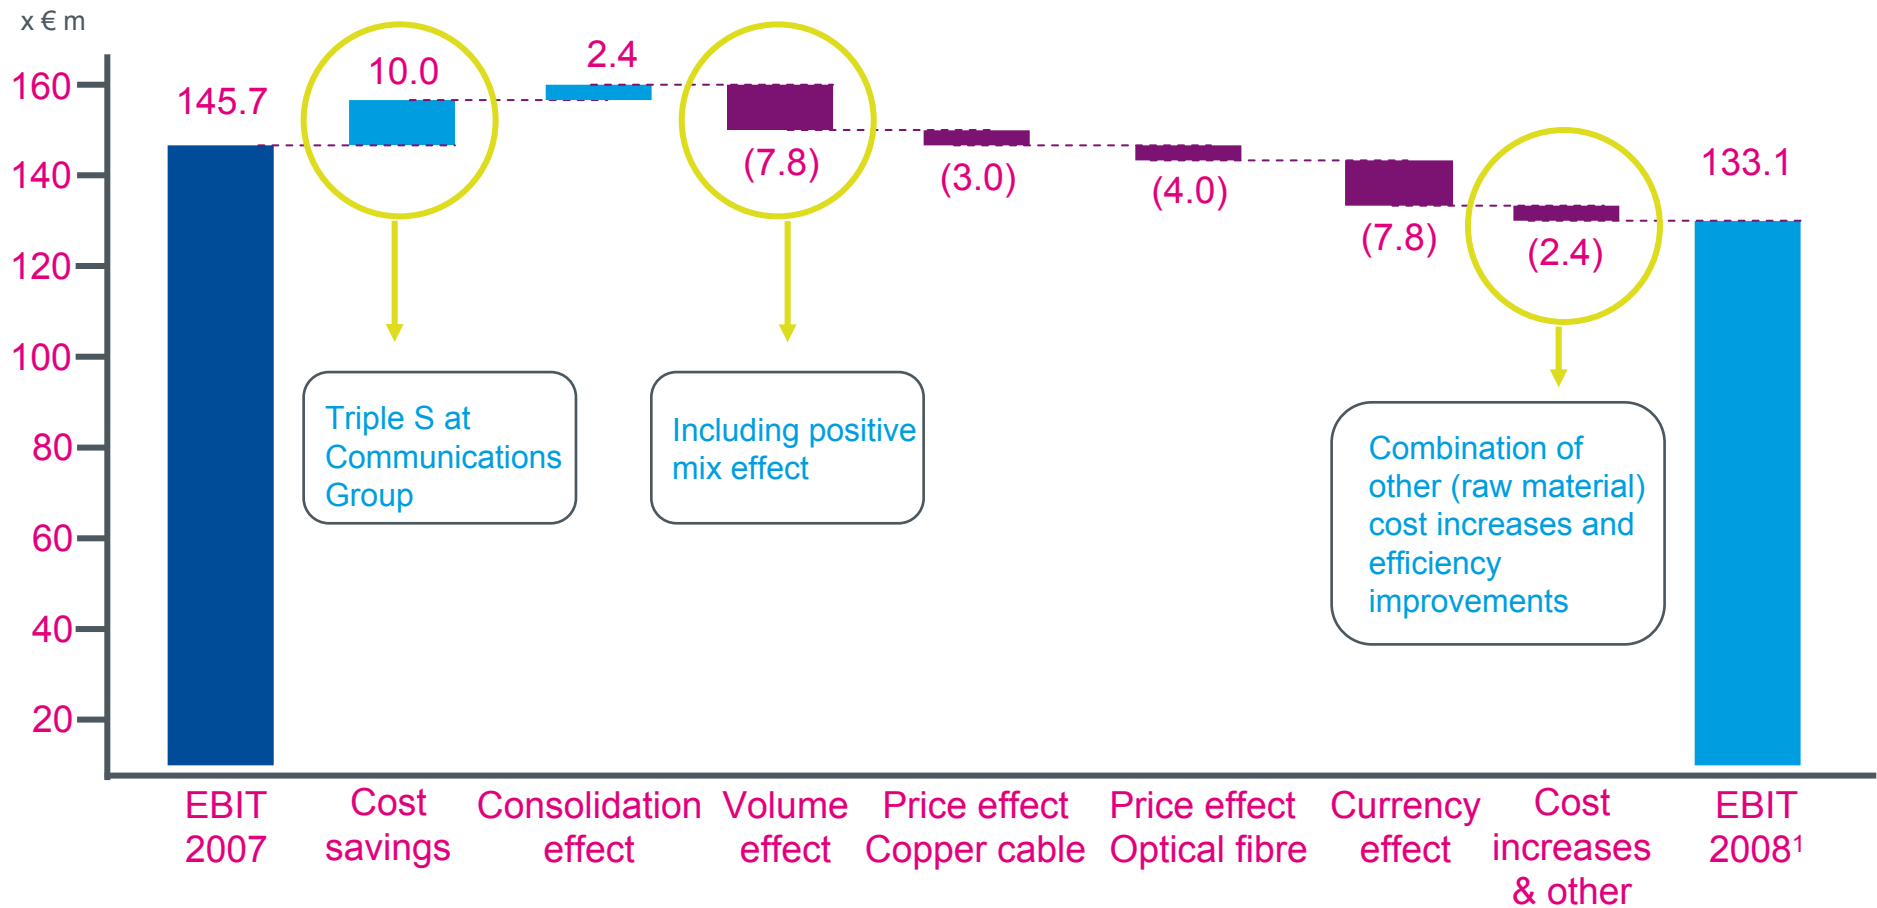 x € m
160
140
120
100
80
60
40
20
145.7
10.0
2.4
(7.8)
(3.0)
(4.0)
(7.8)
(2.4)
133.1
Triple S at
Communications
Group
Including positive
mix effect
Combination of
other (raw material)
cost increases and
efficiency
improvements
EBIT
2007
Cost
savings
Consolidation
effect
Volume
effect
Price effect
Copper cable
Price effect
Optical fibre
Currency
effect
Cost
increases
& other
EBIT
2008¹